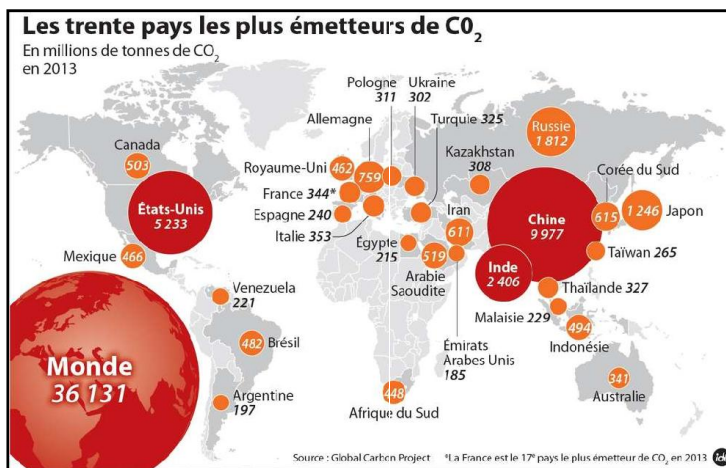 Les trente pays les plus émetteurs de C0₂
En millions de tonnes de CO₂
en 2013
Pologne
311
Ukraine
302
Allemagne
759
Turquie 325
Russie
1 812
Canada
503
Royaume-Uni 462
Kazakhstan
308
Corée du Sud
615
États-Unis
5 233
France 344*
Espagne 240
Italie 353
Iran
611
Chine
9 977
1 246 Japon
Mexique 466
Égypte
215
519
Arabie
Saoudite
Inde
2 406
Taïwan 265
Thaïlande 327
Venezuela
221
Malaisie 229
494
Indonésie
Monde
36 131
482 Brésil
Émirats
Arabes Unis
185
341
Australie
Argentine
197
448
Afrique du Sud
Source : Global Carbon Project *La France est le 17e pays le plus émetteur de CO₂ en 2013 idé